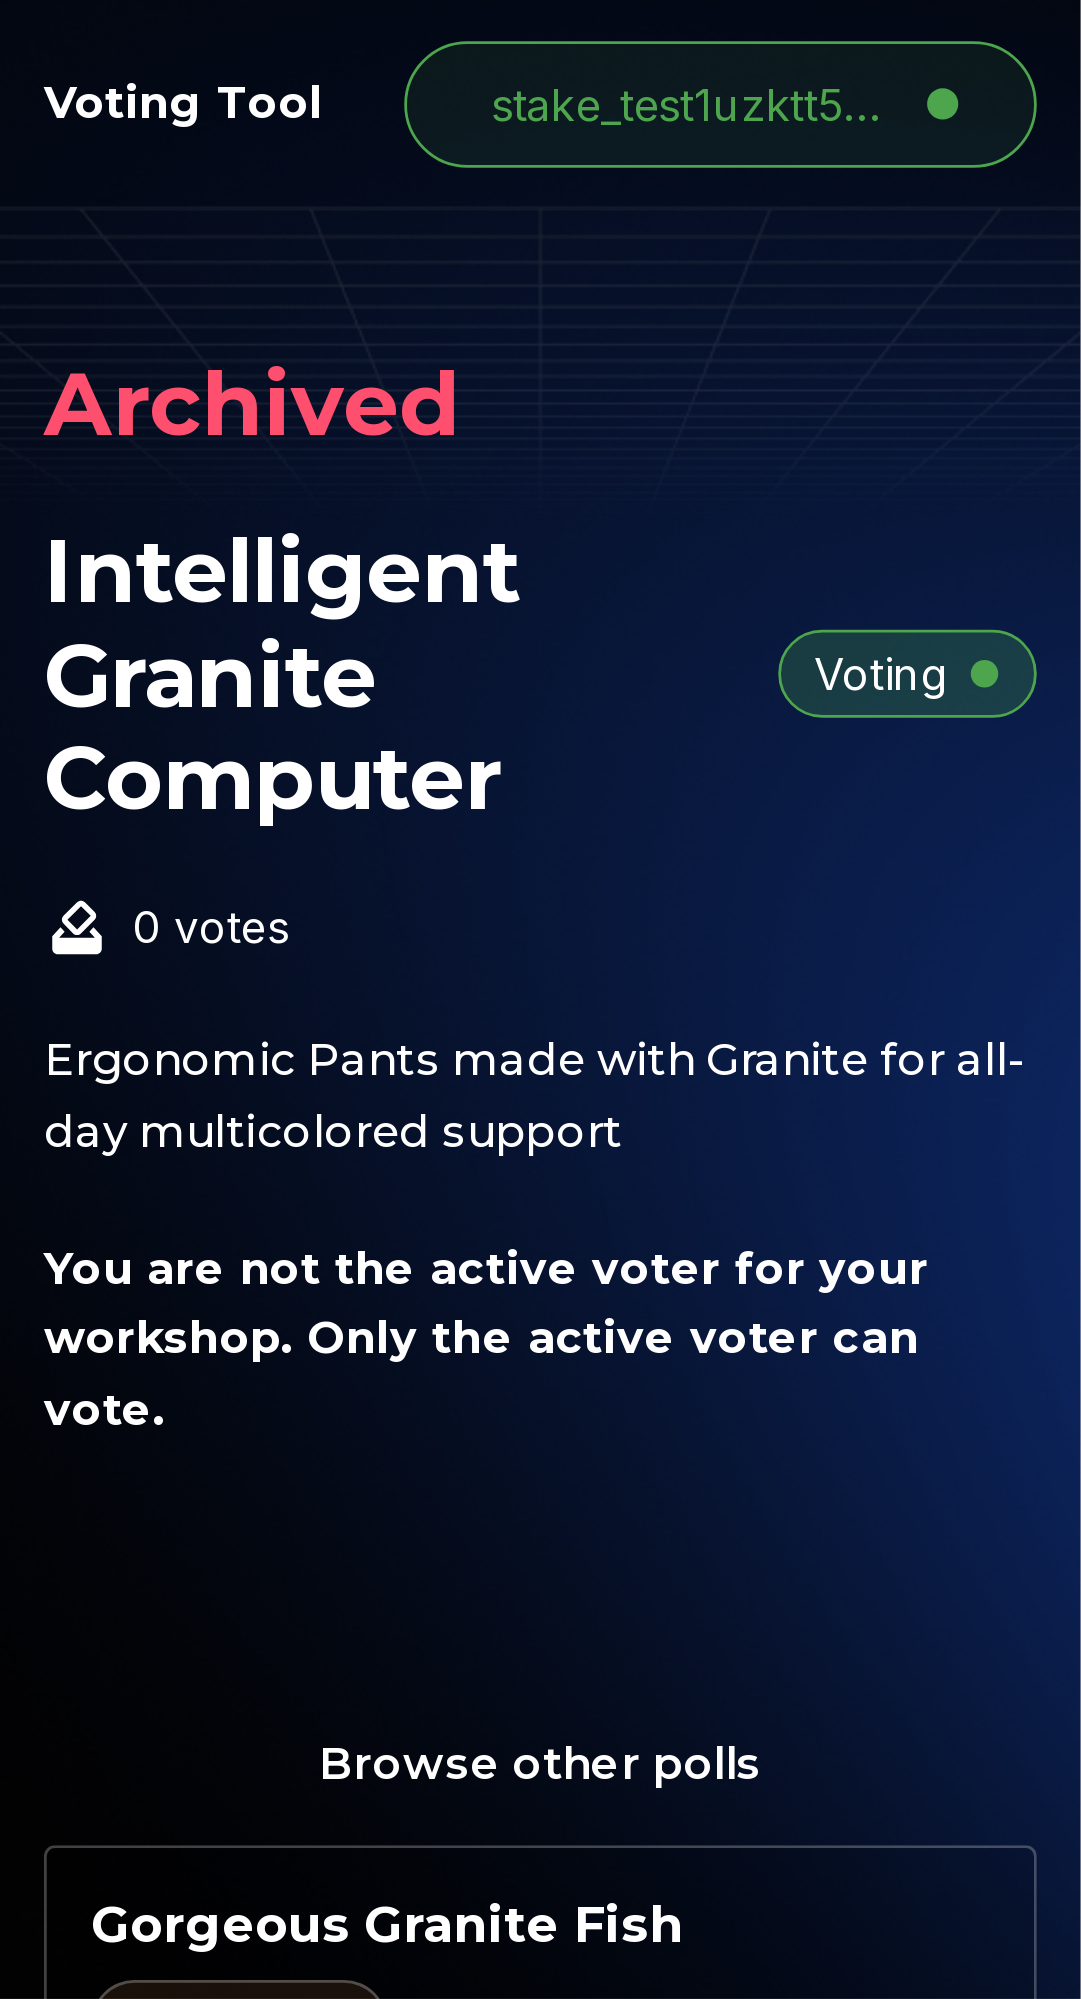 Voting Tool
stake_test1uzktt5...
Archived
Intelligent
Granite
Computer
Voting
0 votes
Ergonomic Pants made with Granite for all-
day multicolored support
You are not the active voter for your
workshop. Only the active voter can
vote.
Browse other polls
Gorgeous Granite Fish